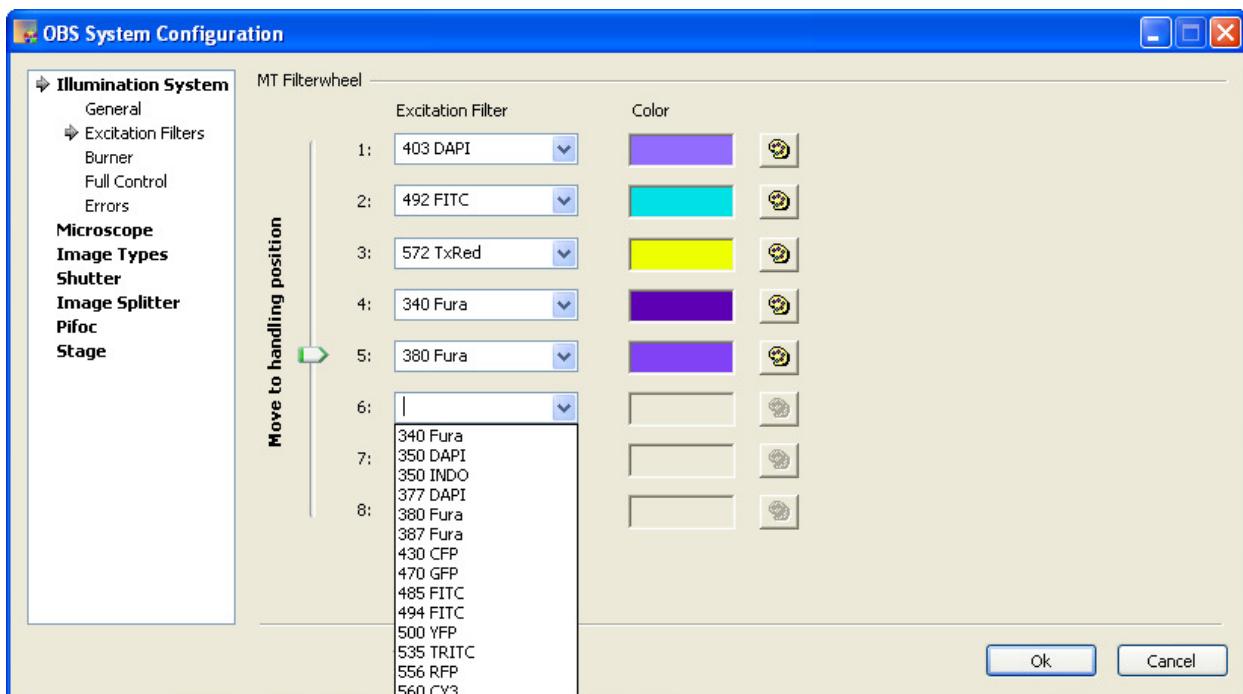 OBS System Configuration
Illumination System
General
Excitation Filters
Burner
Full Control
Errors
Microscope
Image Types
Shutter
Image Splitter
Pifoc
Stage
MT Filterwheel
Excitation Filter Color
Move to handling position
1: 403 DAPI
2: 492 FITC
3: 572 TxRed
4: 340 Fura
5: 380 Fura
6:
7:
8:
340 Fura
350 DAPI
350 INDO
377 DAPI
380 Fura
387 Fura
430 CFP
470 GFP
485 FITC
494 FITC
500 YFP
535 TRITC
556 RFP
560 CY3
Ok Cancel